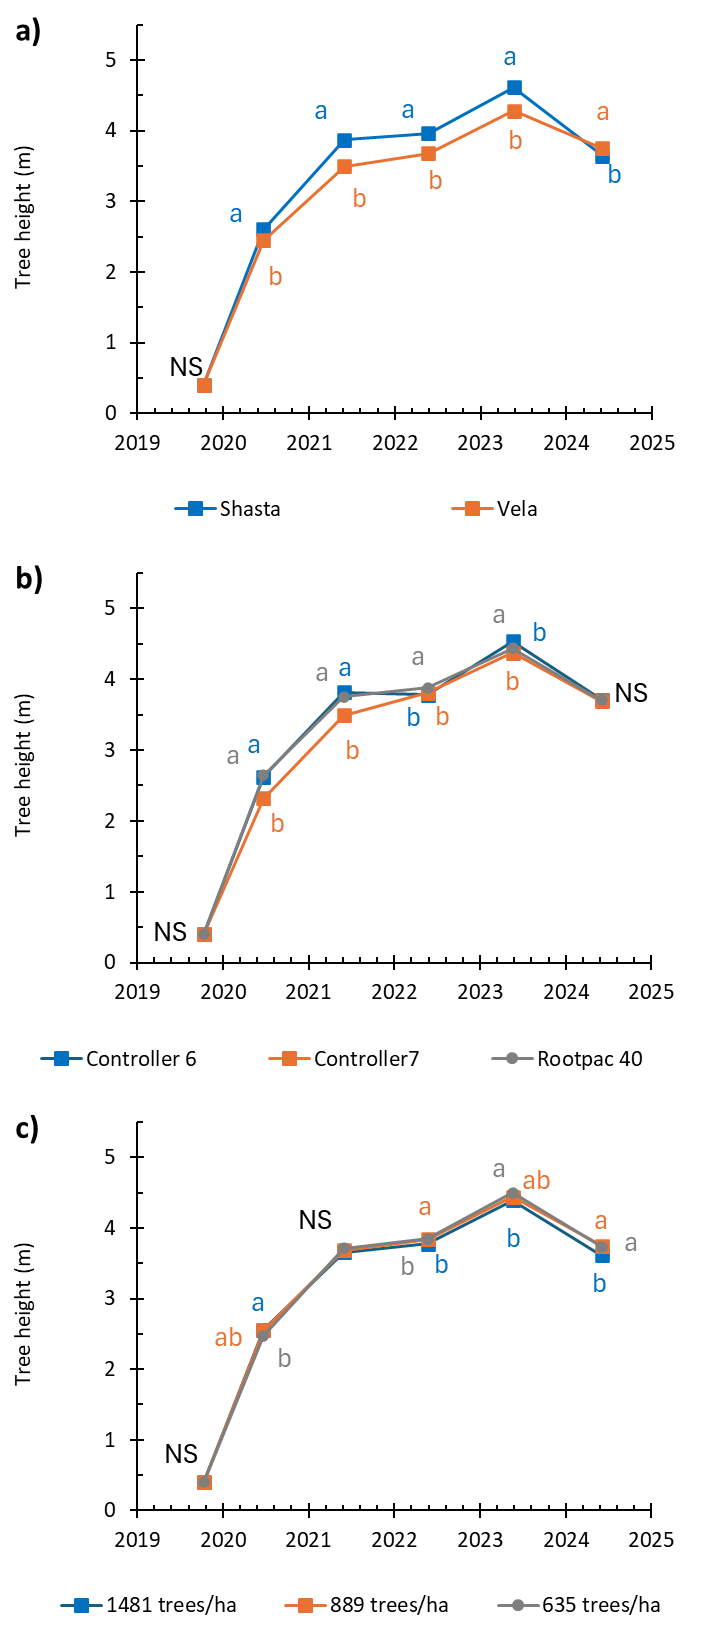 a)
5
4
3
2
1
0
Tree height (m)
a
a
a
a
a
b
b
b
b
b
NS
2019 2020 2021 2022 2023 2024 2025
Shasta Vela
b)
5
4
3
2
1
0
Tree height (m)
a
b
a
a
a
b
NS
a
a
b
b
b
b
NS
2019 2020 2021 2022 2023 2024 2025
Controller 6 Controller7 Rootpac 40
c)
5
4
3
2
1
0
Tree height (m)
a
ab
NS
a
a
b
a
b
b
a
b
ab
b
NS
2019 2020 2021 2022 2023 2024 2025
1481 trees/ha 889 trees/ha 635 trees/ha